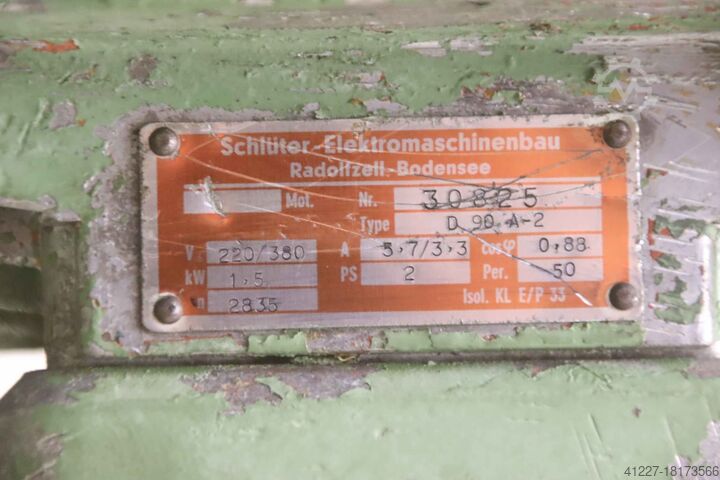 Schlüter-Elektromaschinenbau
Radolfzell-Bodensee
Mot. Nr. 30825
Type D 90 A-2
V 220/380 A 5,7/3,3 cosφ 0,88
kW 1,5 PS 2 Per. 50
n 2835 Isol. KL E/P 33
41227-18173566